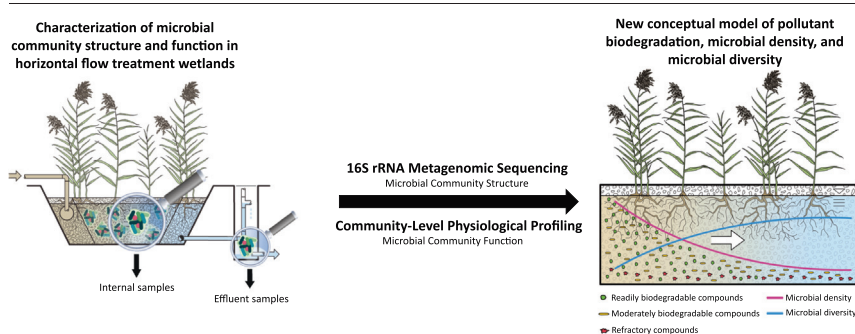 Characterization of microbial
community structure and function in
horizontal flow treatment wetlands
Internal samples
Effluent samples
16S rRNA Metagenomic Sequencing
Microbial Community Structure
Community-Level Physiological Profiling
Microbial Community Function
New conceptual model of pollutant
biodegradation, microbial density, and
microbial diversity
Readily biodegradable compounds
Moderately biodegradable compounds
Refractory compounds
Microbial density
Microbial diversity